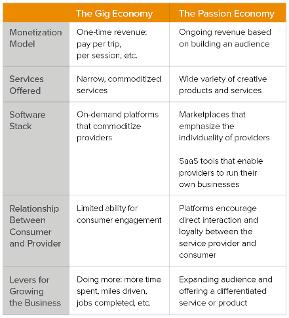 The Gig Economy
The Passion Economy
Monetization
Model
One-time revenue:
pay per trip,
per session, etc.
Ongoing revenue based
on building an audience
Services
Offered
Narrow, commoditized
services
Wide variety of creative
products and services
Software
Stack
On-demand platforms
that commoditize
providers
Marketplaces that
emphasize the
individuality of providers
SaaS tools that enable
providers to run their
own businesses
Relationship
Between
Consumer
and Provider
Limited ability for
consumer engagement
Platforms encourage
direct interaction and
loyalty between the
service provider and
consumer
Levers for
Growing
the Business
Doing more: more time
spent, miles driven,
jobs completed, etc.
Expanding audience and
offering a differentiated
service or product